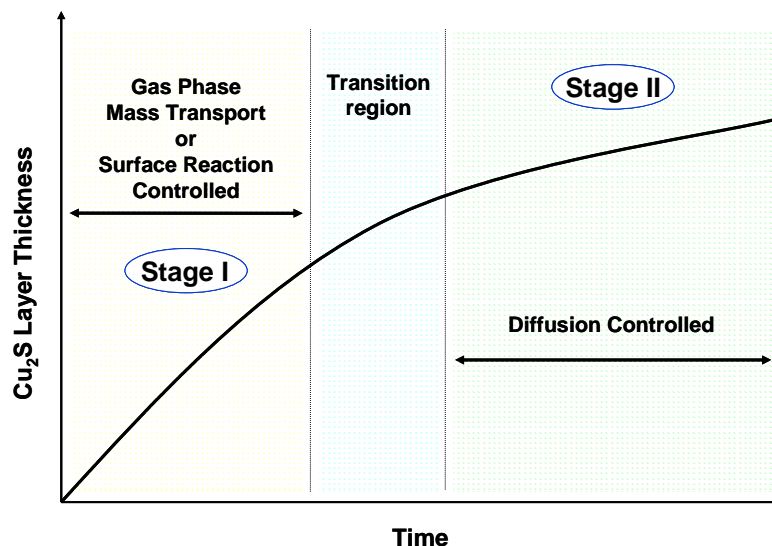 Gas Phase
Mass Transport
or
Surface Reaction
Controlled
Stage I
Transition
region
Stage II
Diffusion Controlled
Cu₂S Layer Thickness
Time